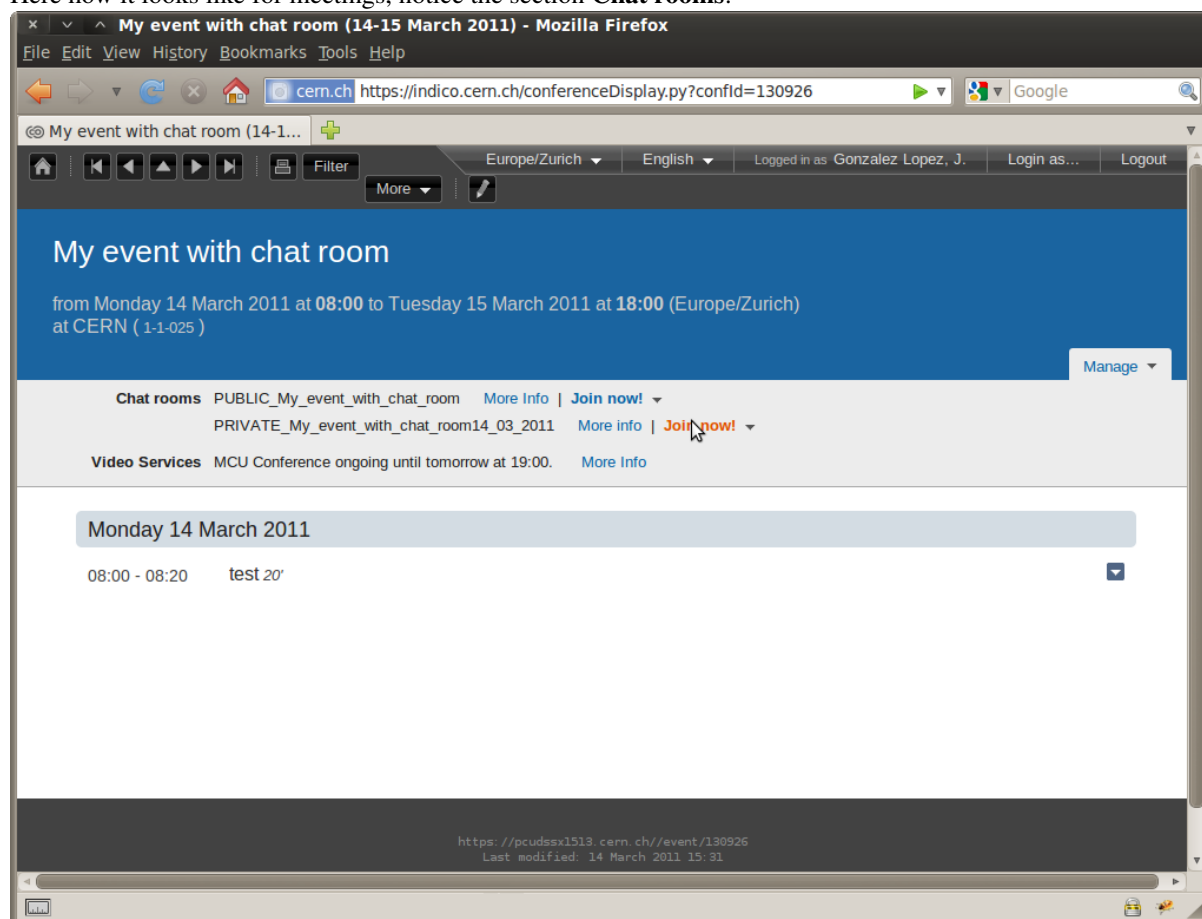 Here how it looks like for meetings, notice the section Chat rooms:
My event with chat room (14-15 March 2011) - Mozilla Firefox
File Edit View History Bookmarks Tools Help
cern.ch https://indico.cern.ch/conferenceDisplay.py?confId=130926 Google
My event with chat room (14-1...
Filter Europe/Zurich English Logged in as Gonzalez Lopez, J. Login as... Logout
More
My event with chat room
from Monday 14 March 2011 at 08:00 to Tuesday 15 March 2011 at 18:00 (Europe/Zurich)
at CERN ( 1-1-025 )
Manage
Chat rooms PUBLIC_My_event_with_chat_room More Info | Join now!
PRIVATE_My_event_with_chat_room14_03_2011 More info | Join now!
Video Services MCU Conference ongoing until tomorrow at 19:00. More Info
Monday 14 March 2011
08:00 - 08:20 test 20'
https://pcudssx1513.cern.ch//event/130926
Last modified: 14 March 2011 15:31